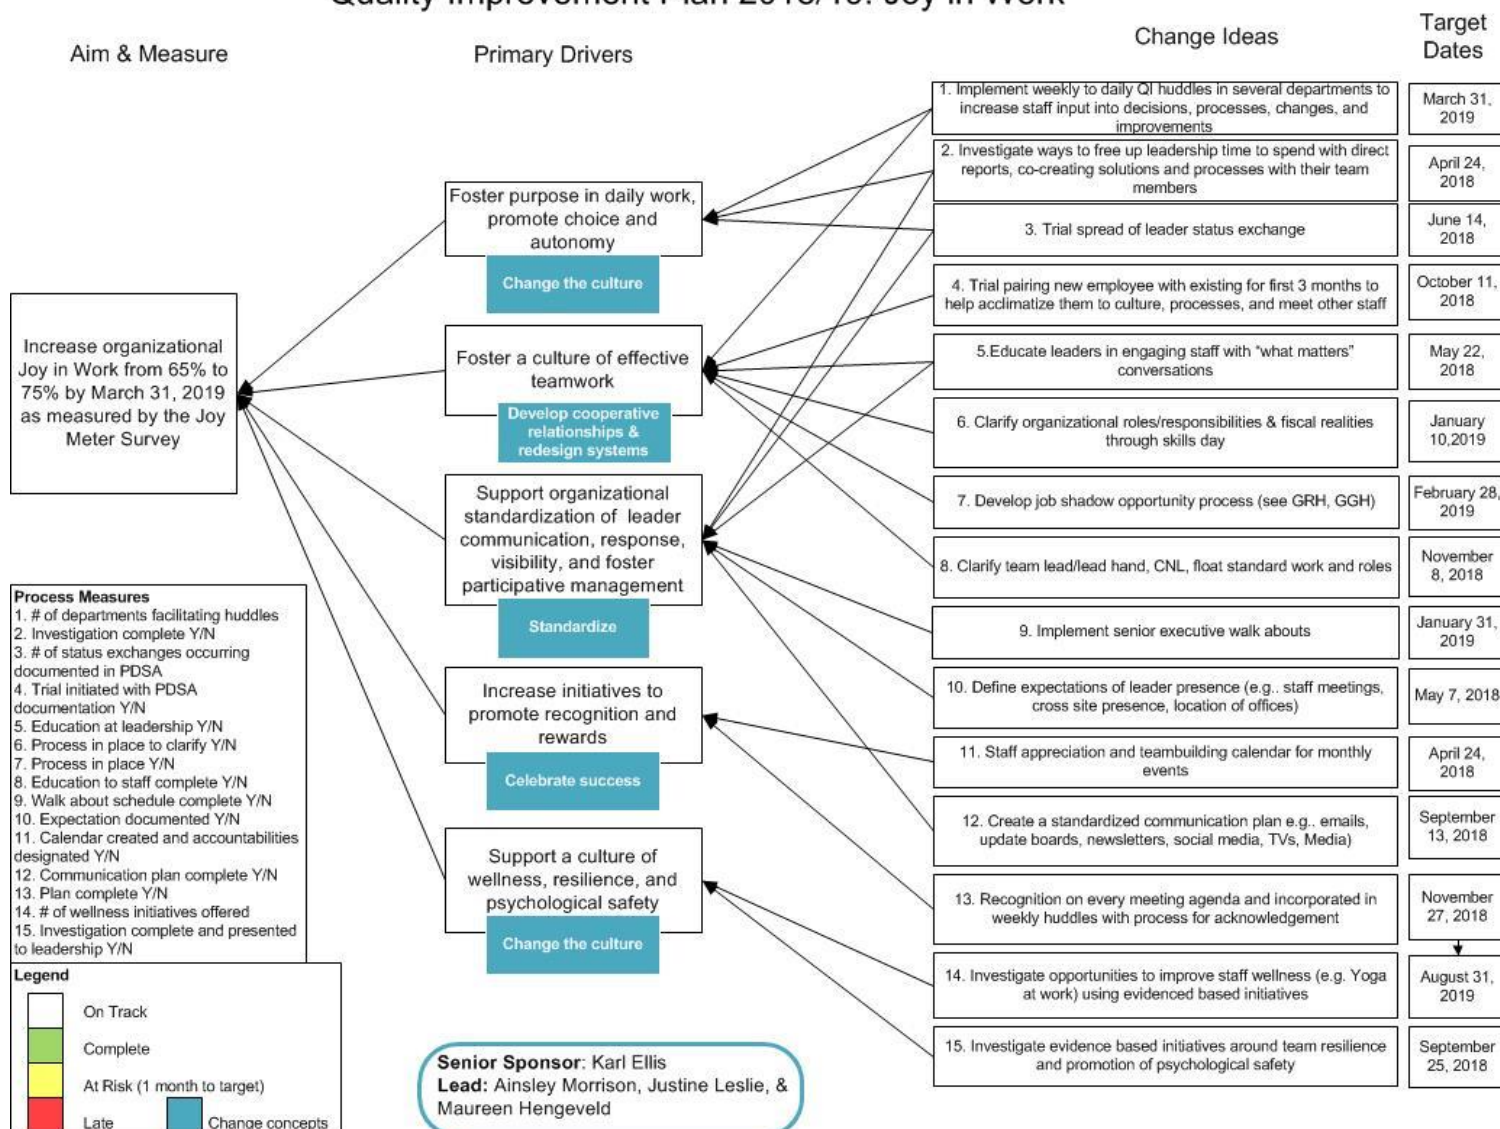 Quality Improvement Plan 2018/19: Joy in Work
Aim & Measure
Primary Drivers
Change Ideas
Target
Dates
Increase organizational
Joy in Work from 65% to
75% by March 31, 2019
as measured by the Joy
Meter Survey
Foster purpose in daily work,
promote choice and
autonomy
Change the culture
Foster a culture of effective
teamwork
Develop cooperative
relationships &
redesign systems
Support organizational
standardization of leader
communication, response,
visibility, and foster
participative management
Standardize
Increase initiatives to
promote recognition and
rewards
Celebrate success
Support a culture of
wellness, resilience, and
psychological safety
Change the culture
1. Implement weekly to daily QI huddles in several departments to
increase staff input into decisions, processes, changes, and
improvements
March 31,
2019
2. Investigate ways to free up leadership time to spend with direct
reports, co-creating solutions and processes with their team
members
April 24,
2018
3. Trial spread of leader status exchange
June 14,
2018
4. Trial pairing new employee with existing for first 3 months to
help acclimatize them to culture, processes, and meet other staff
October 11,
2018
5.Educate leaders in engaging staff with “what matters”
conversations
May 22,
2018
6. Clarify organizational roles/responsibilities & fiscal realities
through skills day
January
10,2019
7. Develop job shadow opportunity process (see GRH, GGH)
February 28,
2019
8. Clarify team lead/lead hand, CNL, float standard work and roles
November
8, 2018
9. Implement senior executive walk abouts
January 31,
2019
10. Define expectations of leader presence (e.g.. staff meetings,
cross site presence, location of offices)
May 7, 2018
11. Staff appreciation and teambuilding calendar for monthly
events
April 24,
2018
12. Create a standardized communication plan e.g.. emails,
update boards, newsletters, social media, TVs, Media)
September
13, 2018
13. Recognition on every meeting agenda and incorporated in
weekly huddles with process for acknowledgement
November
27, 2018
14. Investigate opportunities to improve staff wellness (e.g. Yoga
at work) using evidenced based initiatives
August 31,
2019
15. Investigate evidence based initiatives around team resilience
and promotion of psychological safety
September
25, 2018
Process Measures
1. # of departments facilitating huddles
2. Investigation complete Y/N
3. # of status exchanges occurring
documented in PDSA
4. Trial initiated with PDSA
documentation Y/N
5. Education at leadership Y/N
6. Process in place to clarify Y/N
7. Process in place Y/N
8. Education to staff complete Y/N
9. Walk about schedule complete Y/N
10. Expectation documented Y/N
11. Calendar created and accountabilities
designated Y/N
12. Communication plan complete Y/N
13. Plan complete Y/N
14. # of wellness initiatives offered
15. Investigation complete and presented
to leadership Y/N
Legend
On Track
Complete
At Risk (1 month to target)
Late
Change concepts
Senior Sponsor: Karl Ellis
Lead: Ainsley Morrison, Justine Leslie, &
Maureen Hengeveld